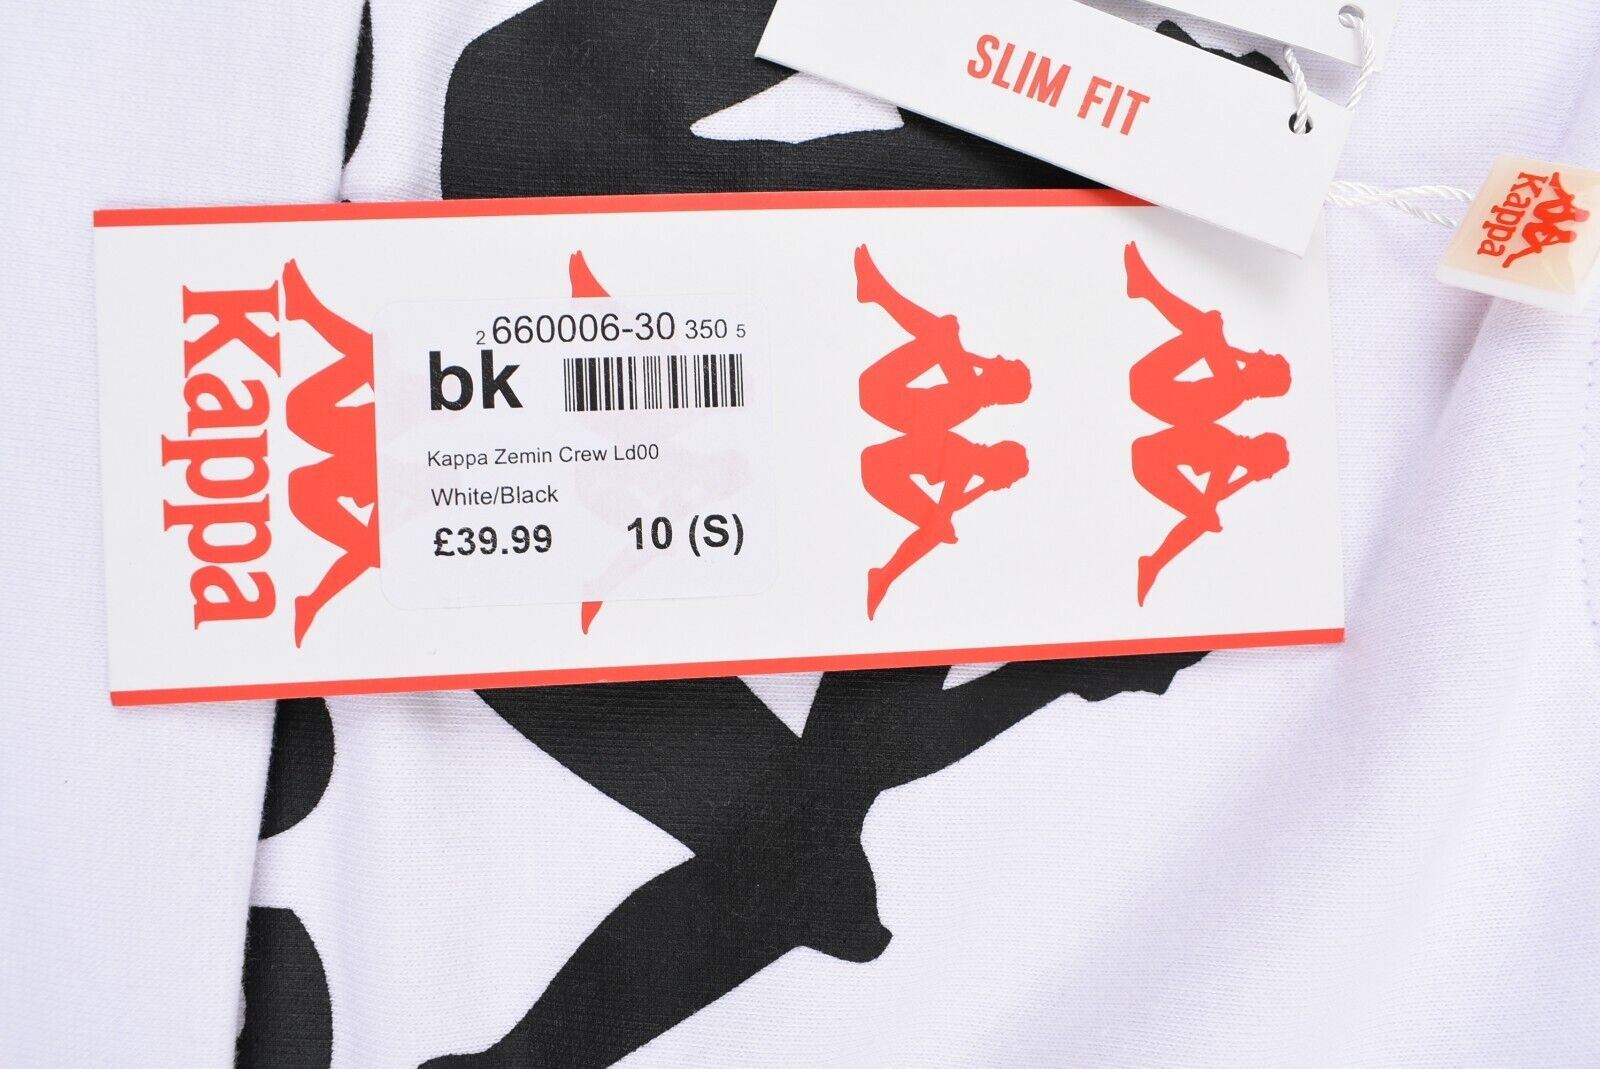 SLIM FIT
Kappa
Kappa
2 660006-30 350 5
bk
Kappa Zemin Crew Ld00
White/Black
£39.99 10 (S)